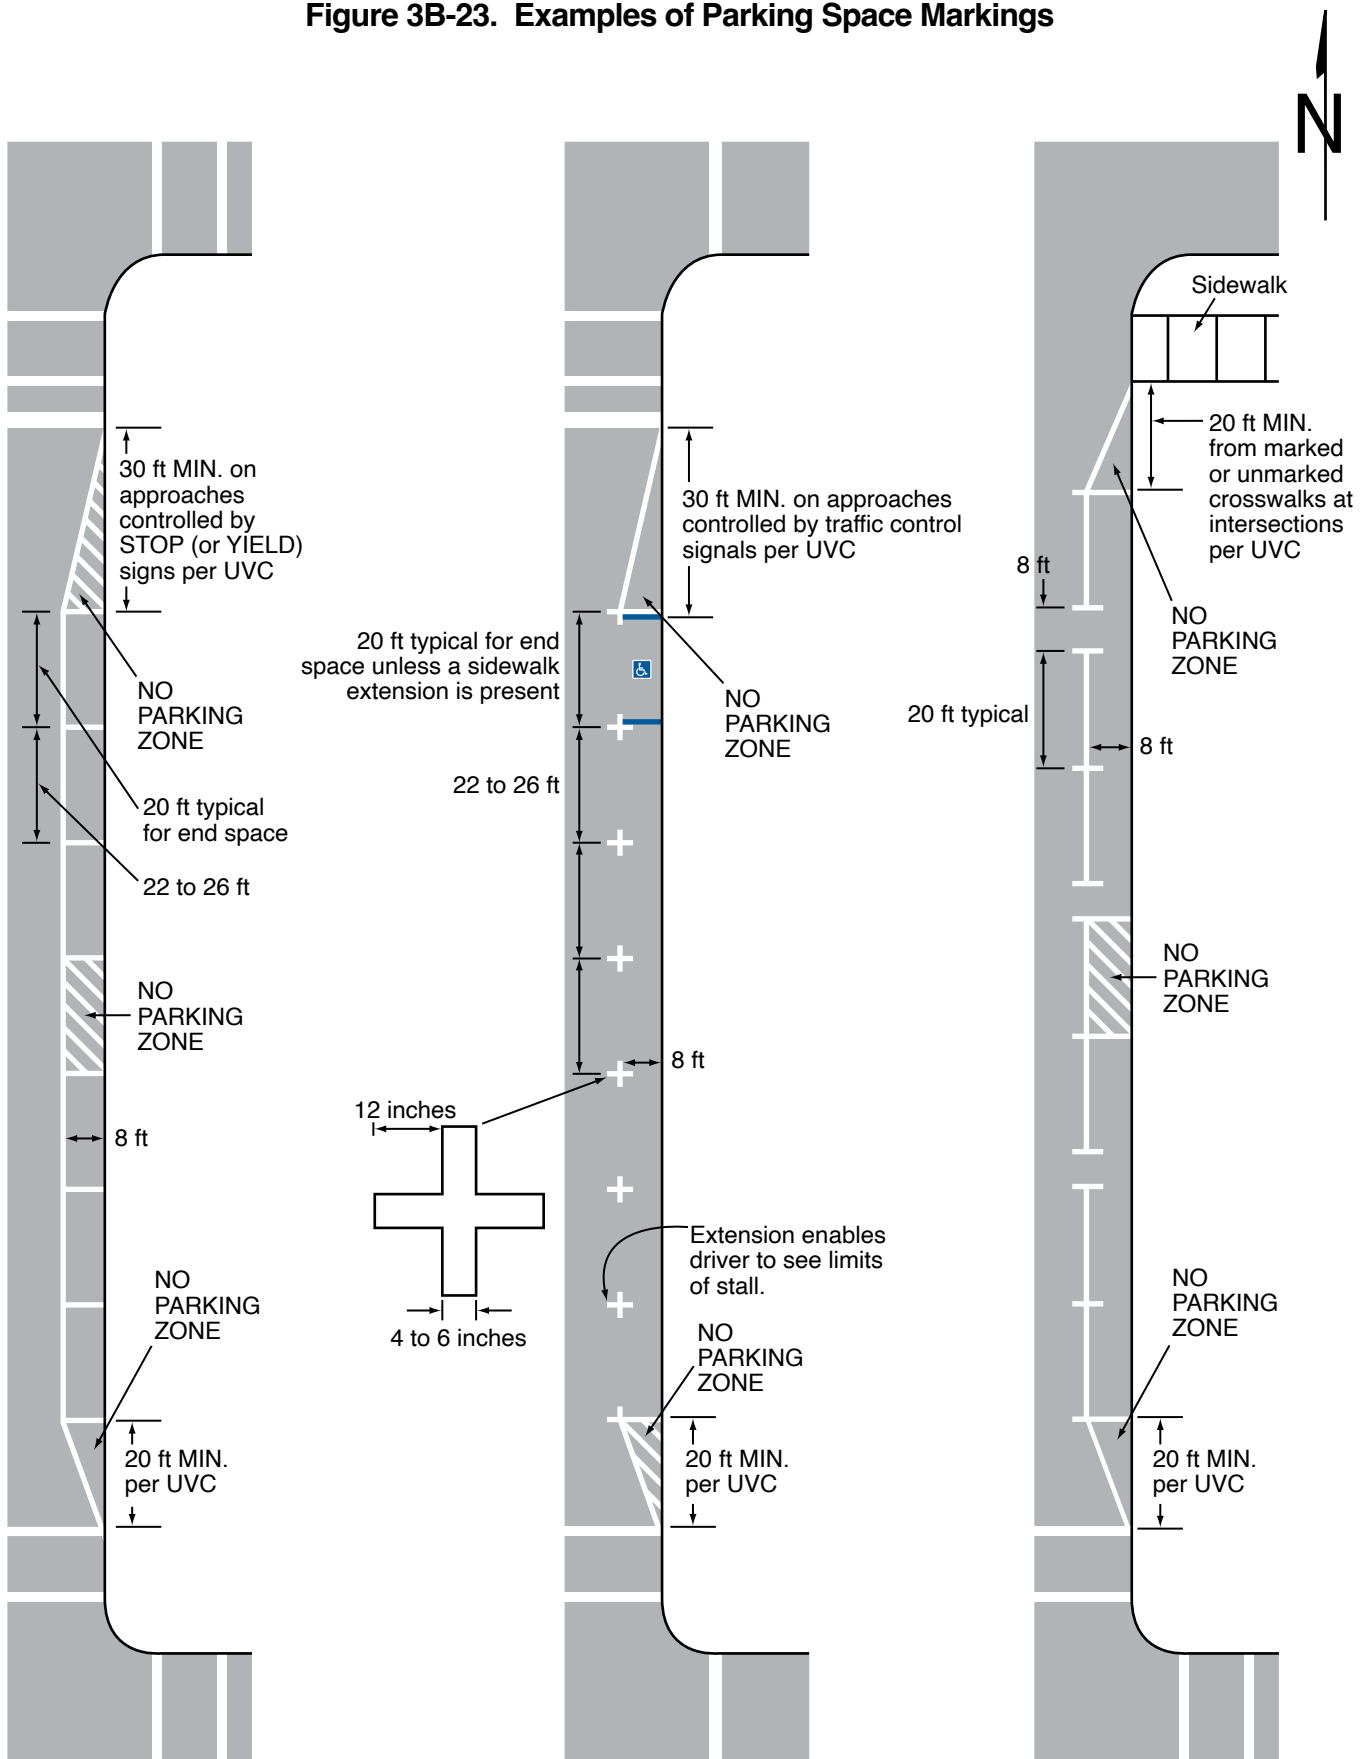 Figure 3B-23. Examples of Parking Space Markings
N
30 ft MIN. on
approaches
controlled by
STOP (or YIELD)
signs per UVC
NO
PARKING
ZONE
20 ft typical
for end space
22 to 26 ft
NO
PARKING
ZONE
8 ft
NO
PARKING
ZONE
20 ft MIN.
per UVC
30 ft MIN. on approaches
controlled by traffic control
signals per UVC
20 ft typical for end
space unless a sidewalk
extension is present
NO
PARKING
ZONE
22 to 26 ft
8 ft
12 inches
4 to 6 inches
Extension enables
driver to see limits
of stall.
NO
PARKING
ZONE
20 ft MIN.
per UVC
Sidewalk
20 ft MIN.
from marked
or unmarked
crosswalks at
intersections
per UVC
8 ft
NO
PARKING
ZONE
20 ft typical
8 ft
NO
PARKING
ZONE
NO
PARKING
ZONE
20 ft MIN.
per UVC